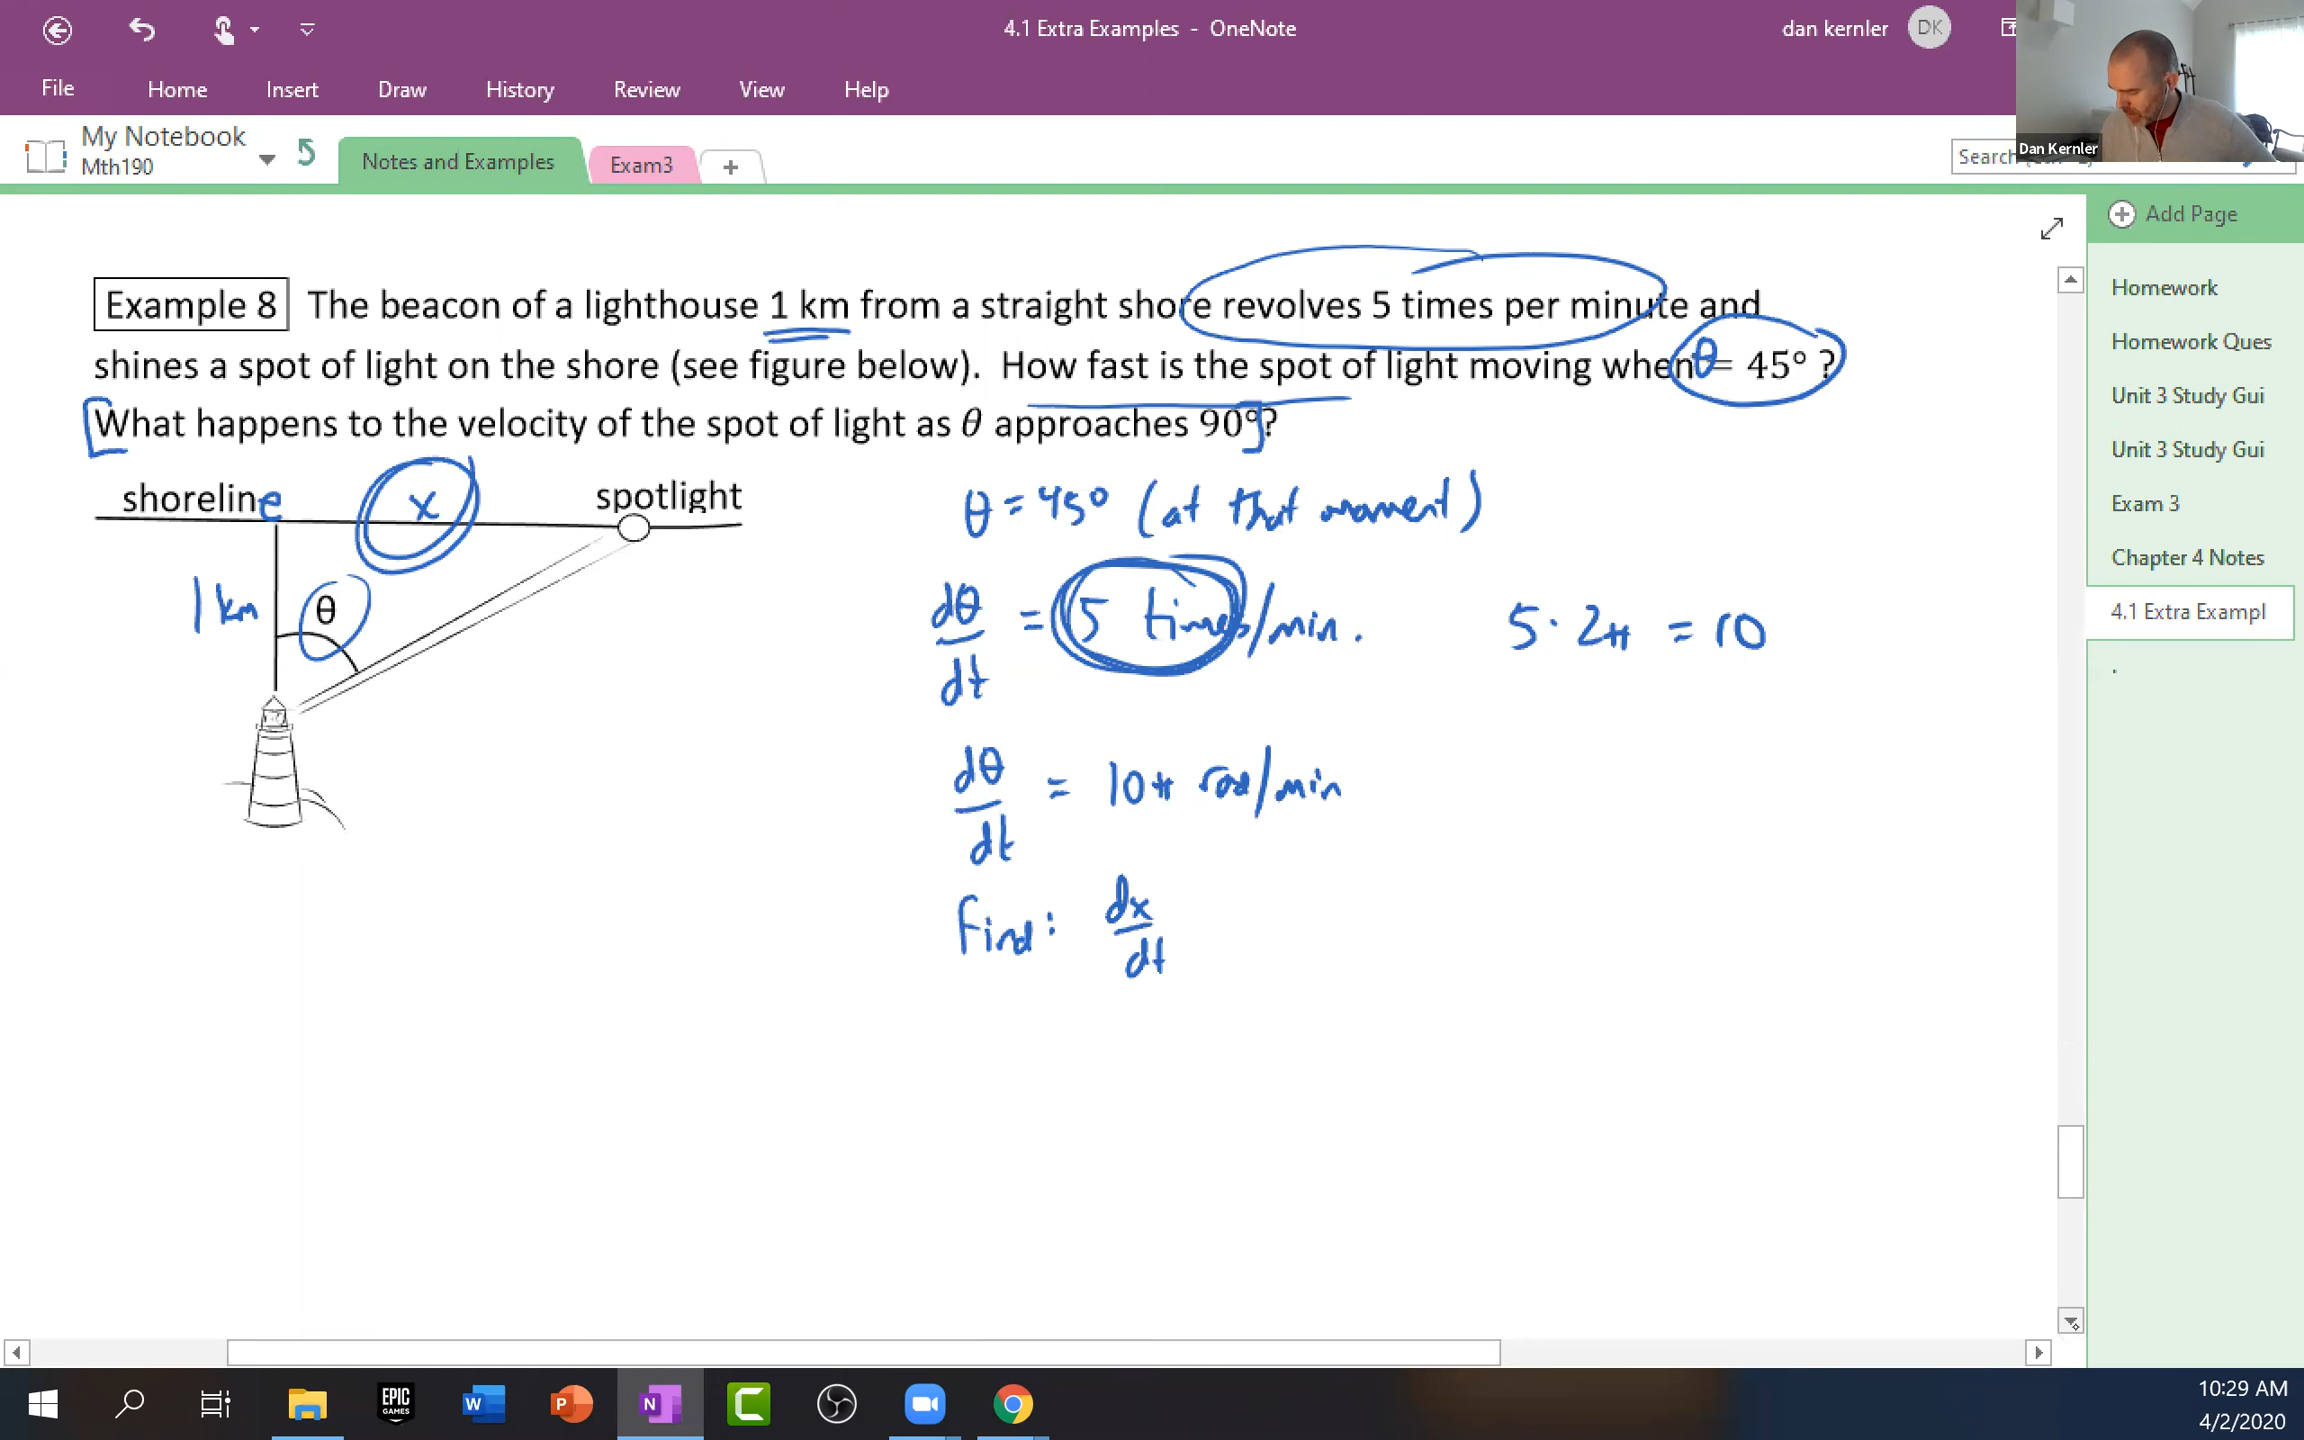 4.1 Extra Examples - OneNote
dan kernler
DK
File Home Insert Draw History Review View Help
My Notebook
Mth190
Notes and Examples
Exam3
Dan Kernler
Search
Add Page
Homework
Homework Ques
Unit 3 Study Gui
Unit 3 Study Gui
Exam 3
Chapter 4 Notes
4.1 Extra Exampl
.
Example 8 The beacon of a lighthouse 1 km from a straight shore revolves 5 times per minute and
shines a spot of light on the shore (see figure below). How fast is the spot of light moving when θ = 45° ?
[What happens to the velocity of the spot of light as θ approaches 90°]?
shoreline
x
spotlight
1 km
θ
θ = 45° (at that moment)
dθ/dt = 5 times/min.
5 · 2π = 10
dθ/dt = 10π rad/min
Find: dx/dt
EPIC
GAMES
10:29 AM
4/2/2020